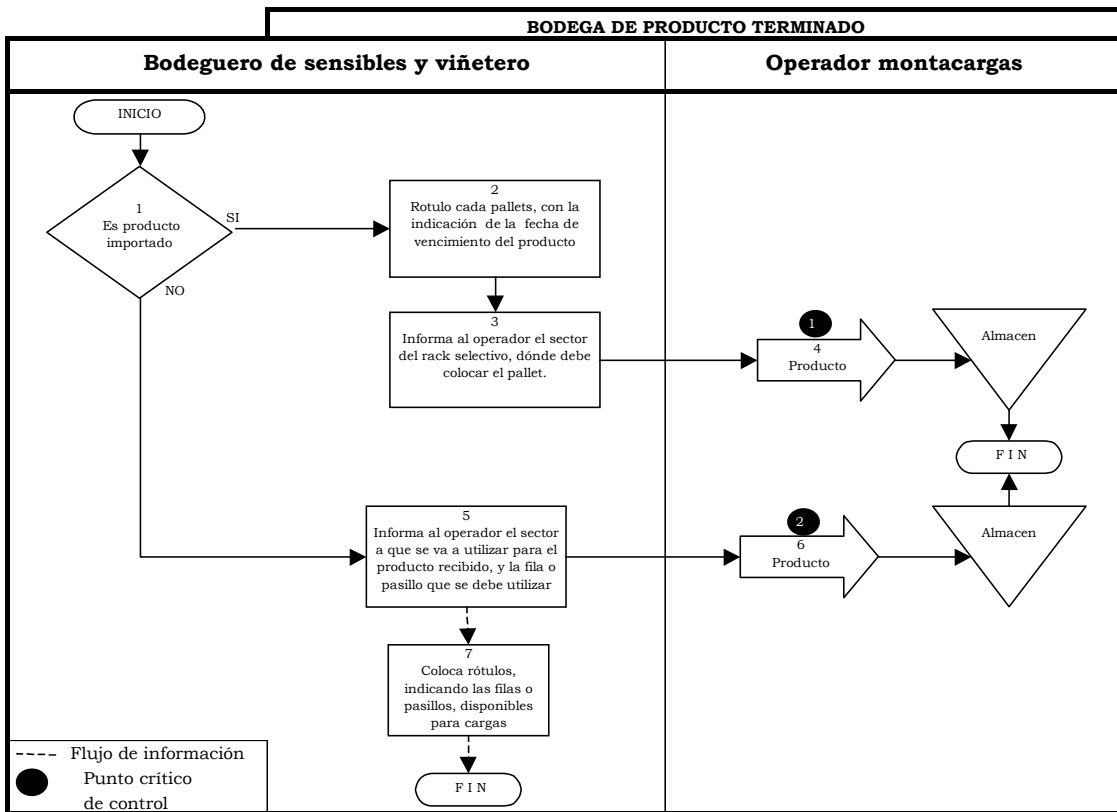 BODEGA DE PRODUCTO TERMINADO
Bodeguero de sensibles y viñetero
Operador montacargas
INICIO
1
Es producto
importado
SI
NO
2
Rotulo cada pallets, con la
indicación de la fecha de
vencimiento del producto
3
Informa al operador el sector
del rack selectivo, dónde debe
colocar el pallet.
1
4
Producto
Almacen
F I N
5
Informa al operador el sector
a que se va a utilizar para el
producto recibido, y la fila o
pasillo que se debe utilizar
2
6
Producto
Almacen
7
Coloca rótulos,
indicando las filas o
pasillos, disponibles
para cargas
F I N
Flujo de información
Punto crítico
de control